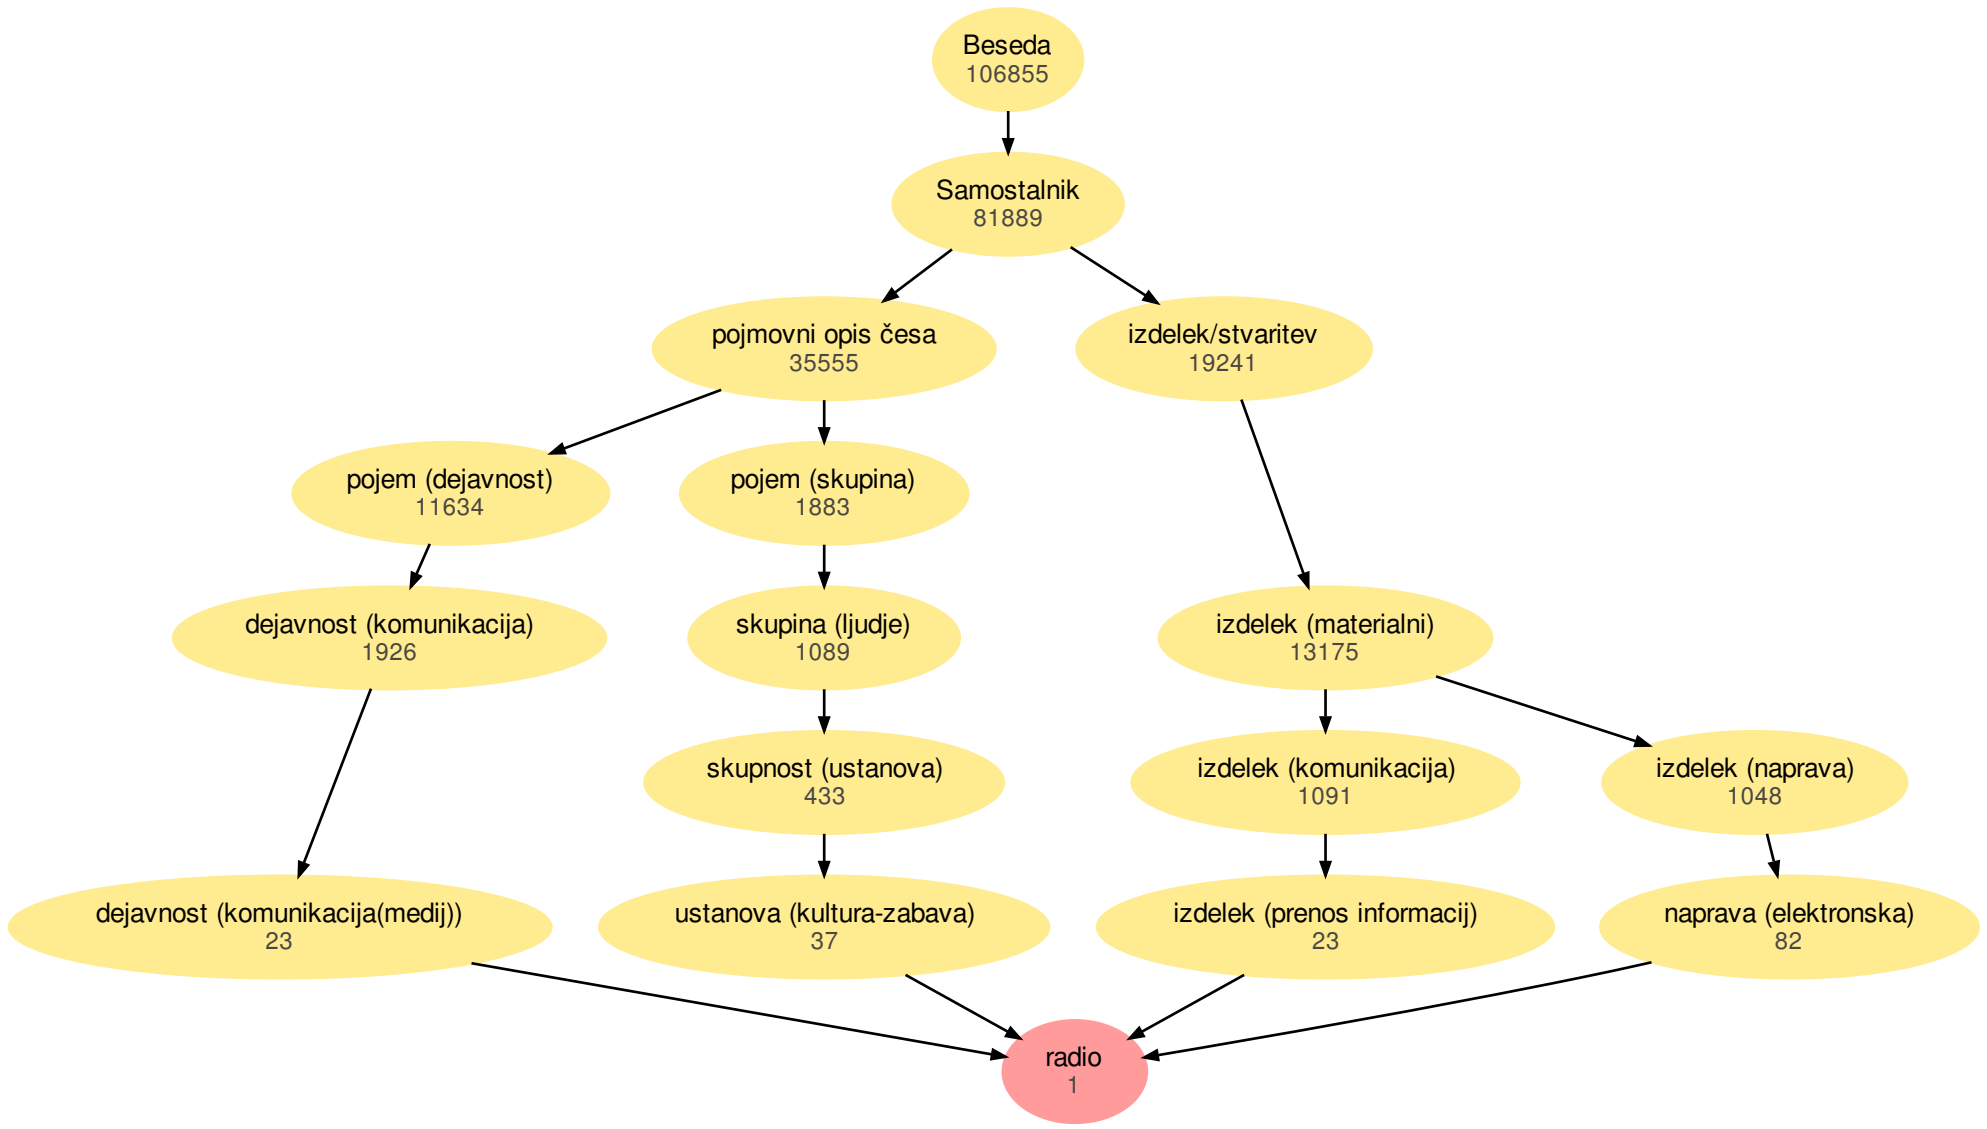 Beseda
106855
Samostalnik
81889
pojmovni opis česa
35555
izdelek/stvaritev
19241
pojem (dejavnost)
11634
pojem (skupina)
1883
dejavnost (komunikacija)
1926
skupina (ljudje)
1089
izdelek (materialni)
13175
skupnost (ustanova)
433
izdelek (komunikacija)
1091
izdelek (naprava)
1048
dejavnost (komunikacija(medij))
23
ustanova (kultura-zabava)
37
izdelek (prenos informacij)
23
naprava (elektronska)
82
radio
1